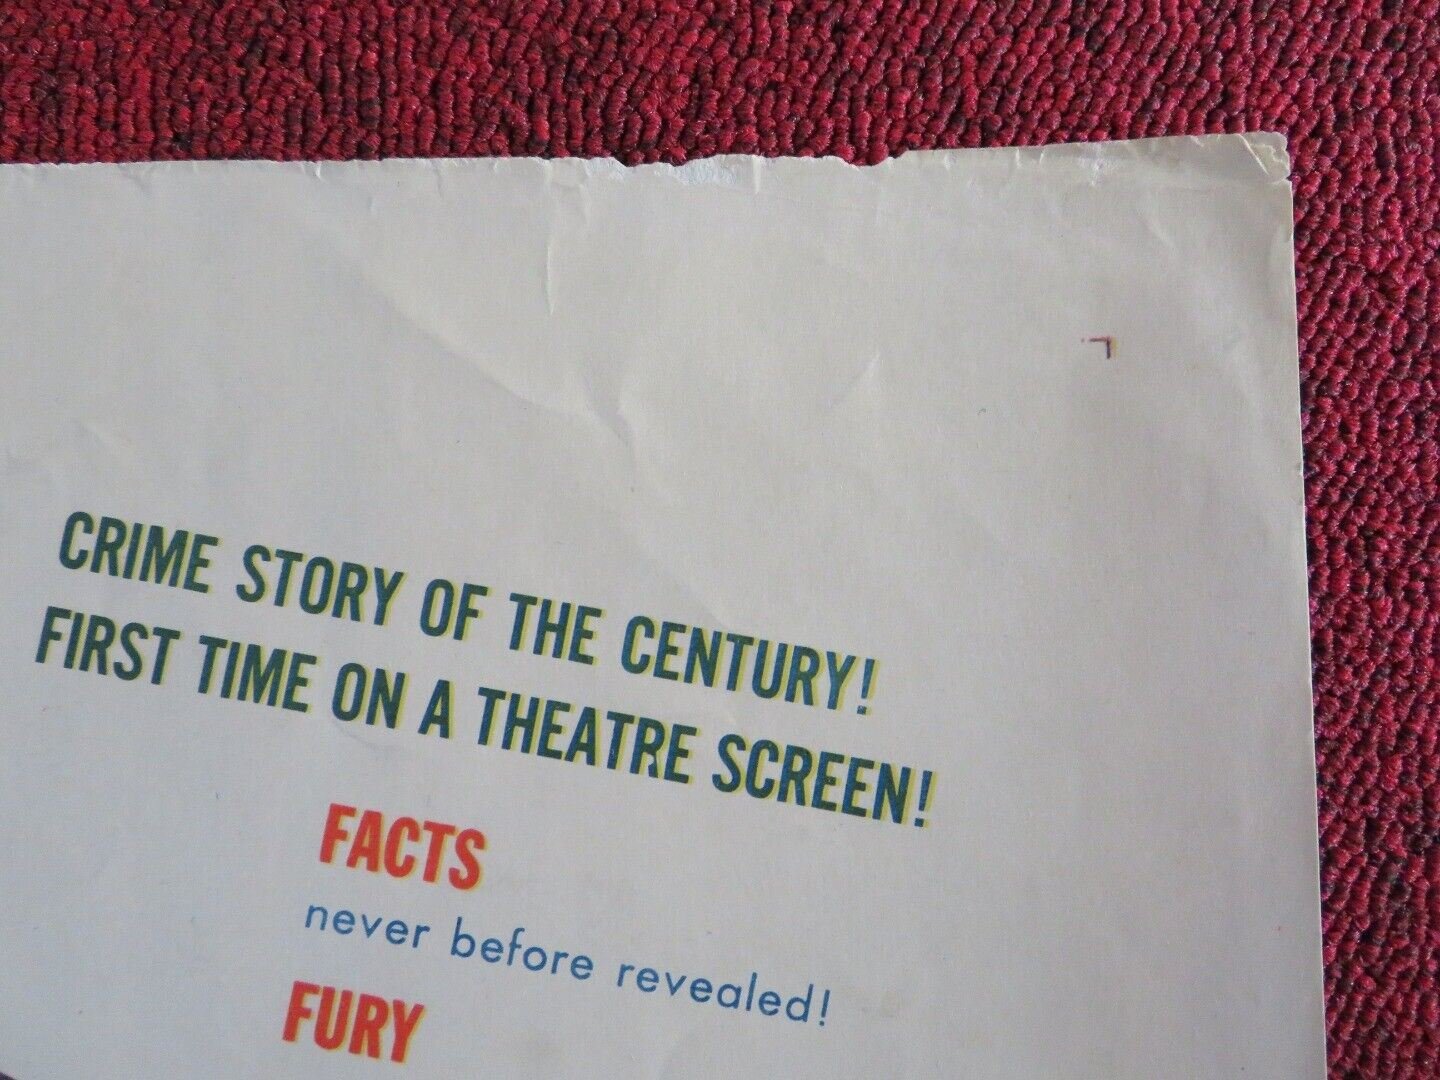 CRIME STORY OF THE CENTURY!
FIRST TIME ON A THEATRE SCREEN!
FACTS
never before revealed!
FURY